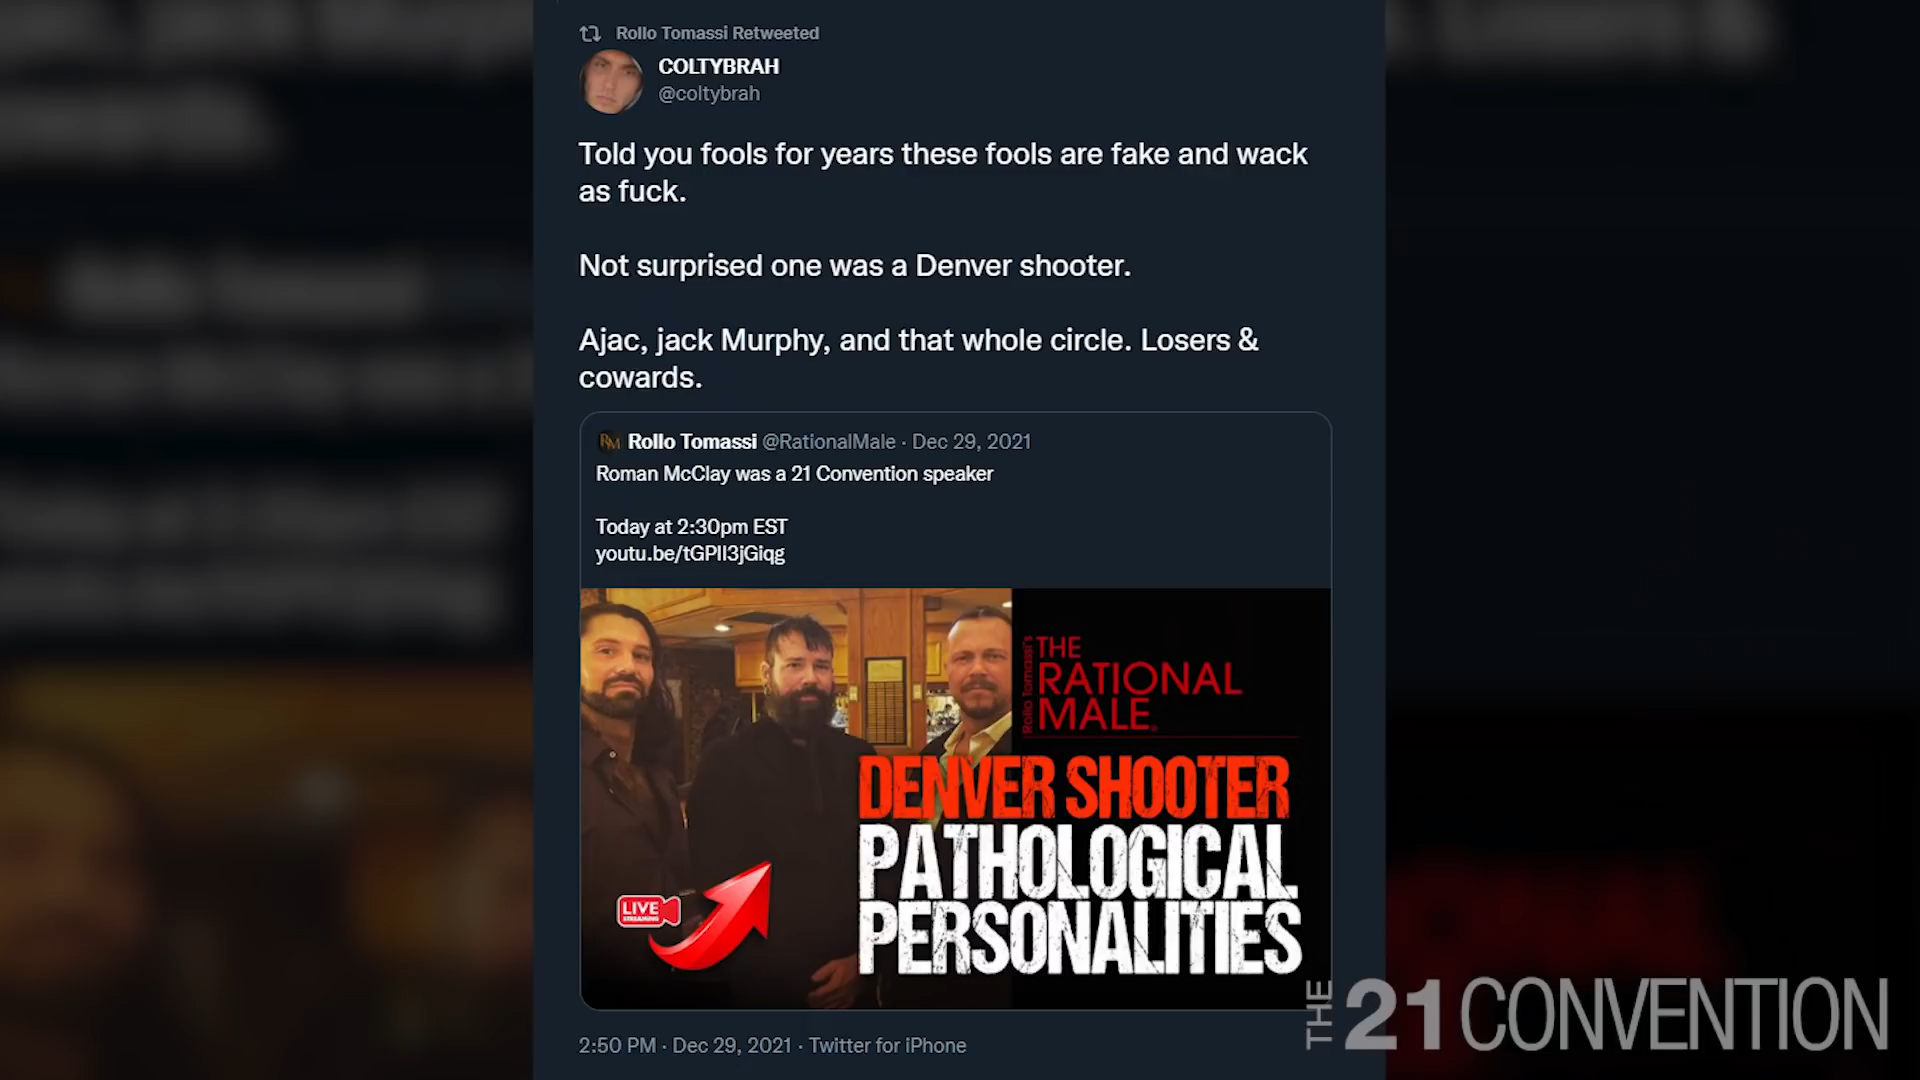 Rollo Tomassi Retweeted
COLTYBRAH
@coltybrah
Told you fools for years these fools are fake and wack
as fuck.
Not surprised one was a Denver shooter.
Ajac, jack Murphy, and that whole circle. Losers &
cowards.
RM Rollo Tomassi @RationalMale · Dec 29, 2021
Roman McClay was a 21 Convention speaker
Today at 2:30pm EST
youtu.be/tGPII3jGiqg
Rollo Tomassi's
THE
RATIONAL
MALE
DENVER SHOOTER
PATHOLOGICAL
PERSONALITIES
LIVE
STREAMING
2:50 PM · Dec 29, 2021 · Twitter for iPhone
THE 21 CONVENTION